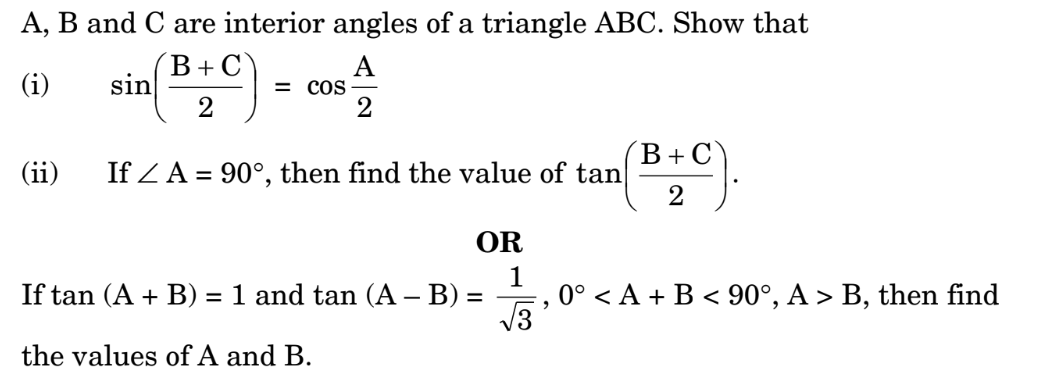 A, B and C are interior angles of a triangle ABC. Show that
(i) sin((B + C)/2) = cos A/2
(ii) If ∠ A = 90°, then find the value of tan((B + C)/2).
OR
If tan (A + B) = 1 and tan (A – B) = 1/√3, 0° < A + B < 90°, A > B, then find
the values of A and B.